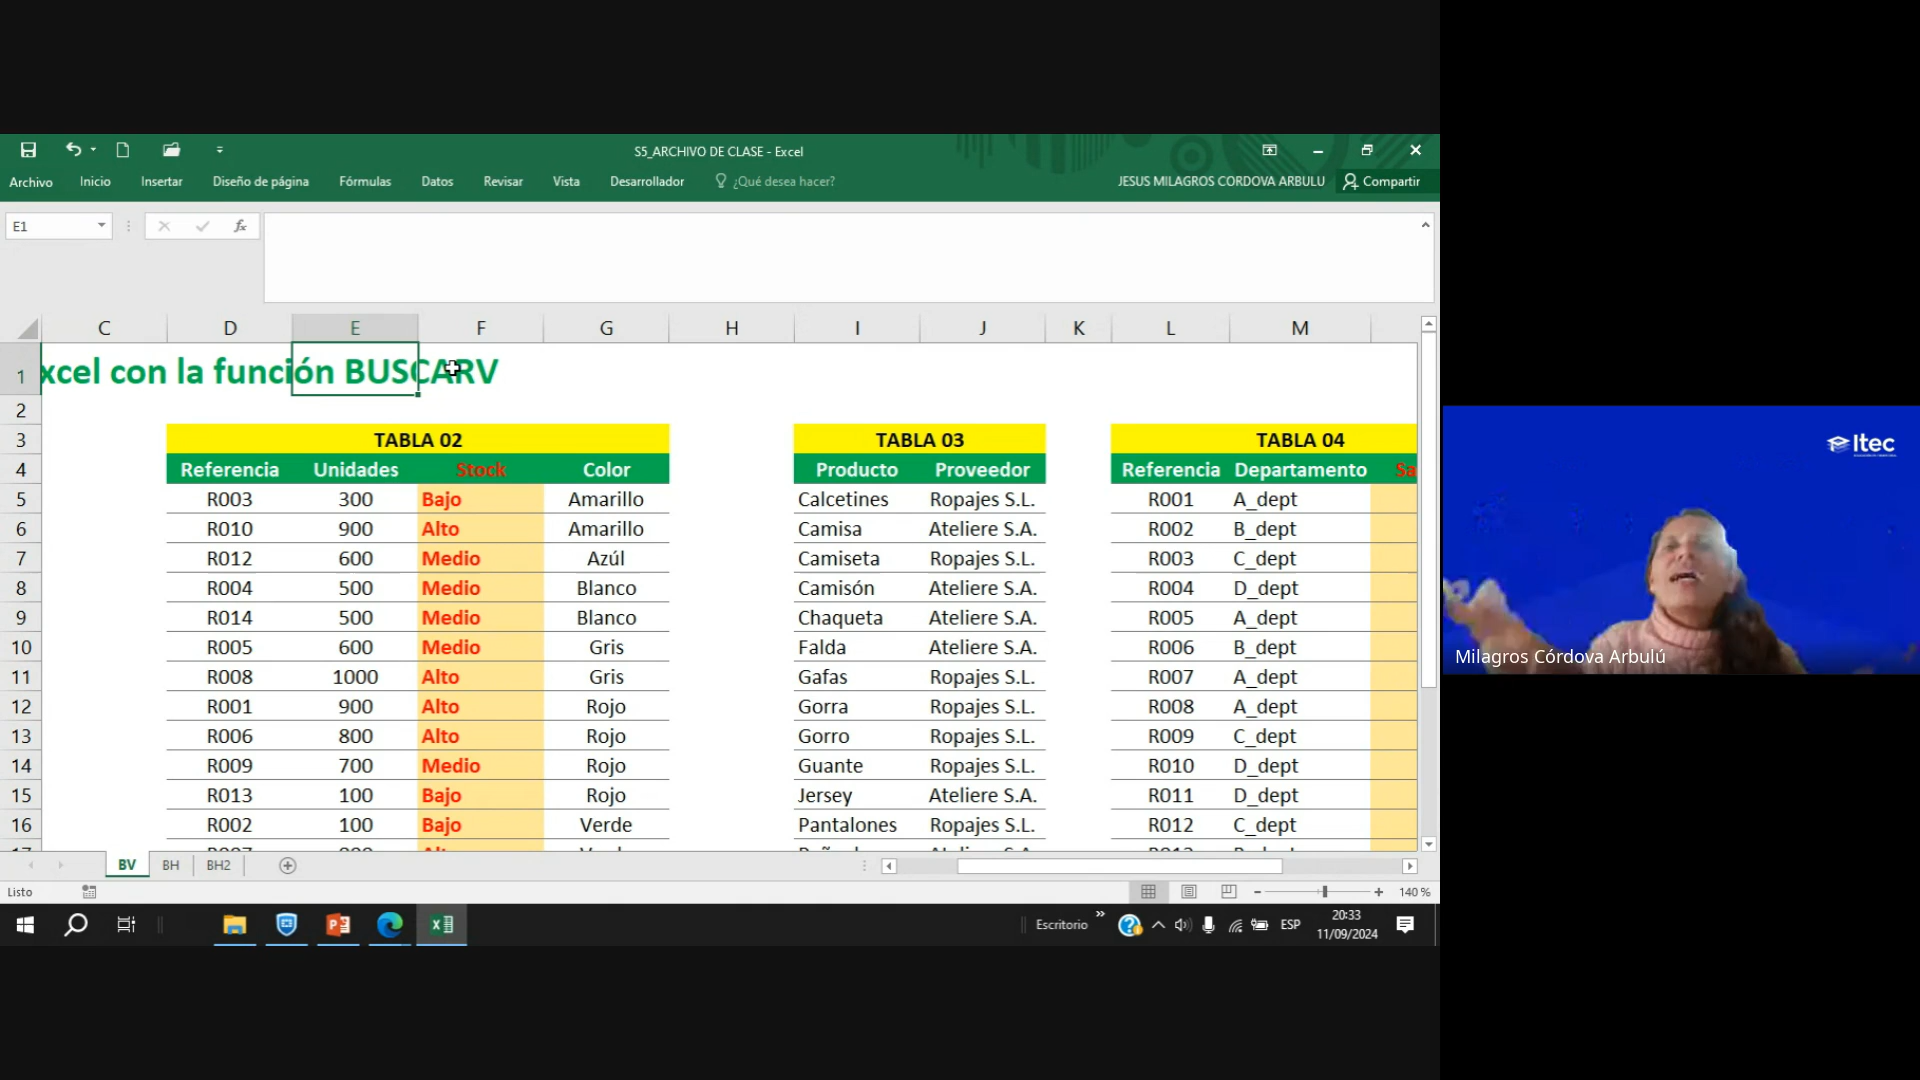 S5_ARCHIVO DE CLASE - Excel
Archivo Inicio Insertar Diseño de página Fórmulas Datos Revisar Vista Desarrollador ¿Qué desea hacer? JESUS MILAGROS CORDOVA ARBULU Compartir
E1 fx
C D E F G H I J K L M
1 xcel con la función BUSCARV
2
3 TABLA 02 TABLA 03 TABLA 04
4 Referencia Unidades Stock Color Producto Proveedor Referencia Departamento Sa
5 R003 300 Bajo Amarillo Calcetines Ropajes S.L. R001 A_dept
6 R010 900 Alto Amarillo Camisa Ateliere S.A. R002 B_dept
7 R012 600 Medio Azúl Camiseta Ropajes S.L. R003 C_dept
8 R004 500 Medio Blanco Camisón Ateliere S.A. R004 D_dept
9 R014 500 Medio Blanco Chaqueta Ateliere S.A. R005 A_dept
10 R005 600 Medio Gris Falda Ateliere S.A. R006 B_dept
11 R008 1000 Alto Gris Gafas Ropajes S.L. R007 A_dept
12 R001 900 Alto Rojo Gorra Ropajes S.L. R008 A_dept
13 R006 800 Alto Rojo Gorro Ropajes S.L. R009 C_dept
14 R009 700 Medio Rojo Guante Ropajes S.L. R010 D_dept
15 R013 100 Bajo Rojo Jersey Ateliere S.A. R011 D_dept
16 R002 100 Bajo Verde Pantalones Ropajes S.L. R012 C_dept
BV BH BH2
Listo 140 %
Escritorio ESP 20:33
11/09/2024
Itec
Milagros Córdova Arbulú